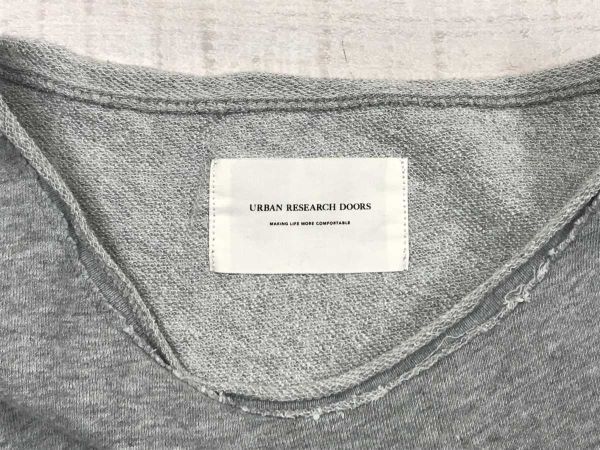 URBAN RESEARCH DOORS
MAKING LIFE MORE COMFORTABLE